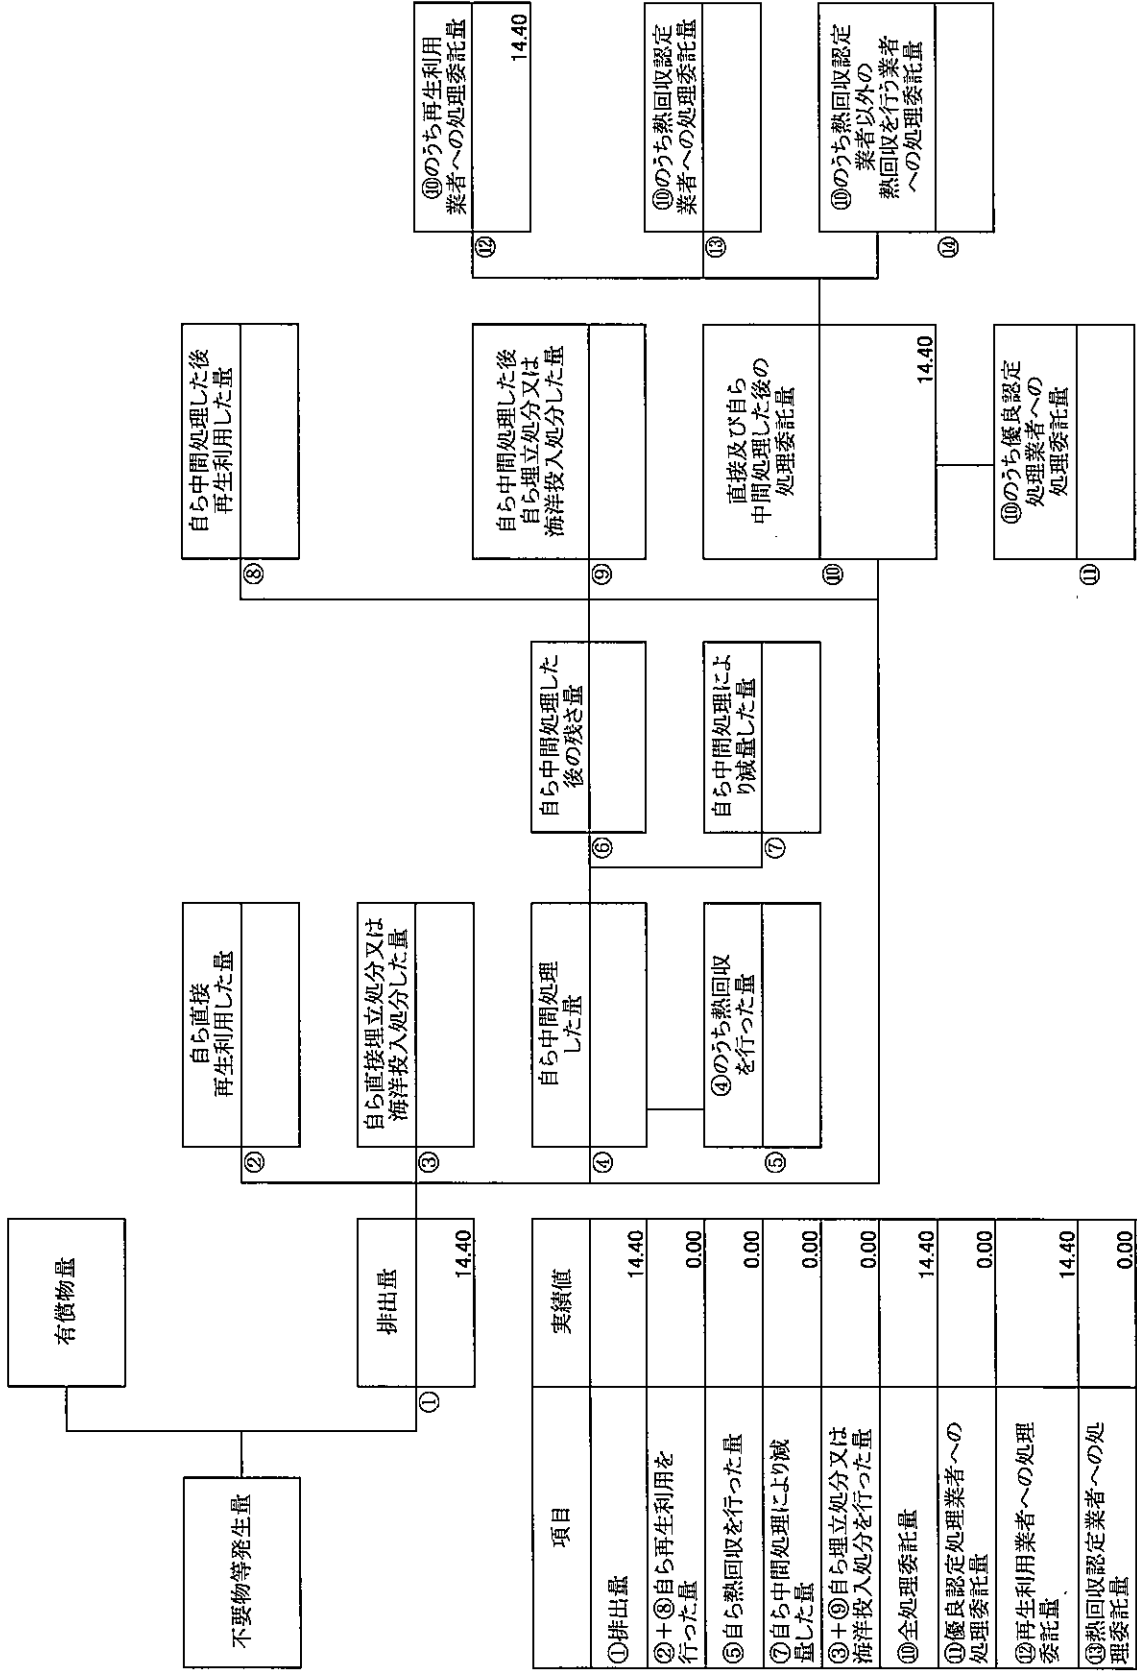 有償物量
不要物等発生量
排出量
①
14.40
②
自ら直接
再生利用した量
③
自ら直接埋立処分又は
海洋投入処分した量
④
自ら中間処理
した量
⑤
④のうち熱回収
を行った量
⑥
自ら中間処理した
後の残さ量
⑦
自ら中間処理によ
り減量した量
⑧
自ら中間処理した後
再生利用した量
⑨
自ら中間処理した後
自ら埋立処分又は
海洋投入処分した量
⑩
直接及び自ら
中間処理した後の
処理委託量
14.40
⑪
⑩のうち優良認定
処理業者への
処理委託量
⑫
⑩のうち再生利用
業者への処理委託量
14.40
⑬
⑩のうち熱回収認定
業者への処理委託量
⑭
⑩のうち熱回収認定
業者以外の
熱回収を行う業者
への処理委託量
項目 実績値
①排出量 14.40
②+⑧自ら再生利用を
行った量 0.00
⑤自ら熱回収を行った量 0.00
⑦自ら中間処理により減
量した量 0.00
③+⑨自ら埋立処分又は
海洋投入処分を行った量 0.00
⑩全処理委託量 14.40
⑪優良認定処理業者への
処理委託量 0.00
⑫再生利用業者への処理
委託量 14.40
⑬熱回収認定業者への処
理委託量 0.00